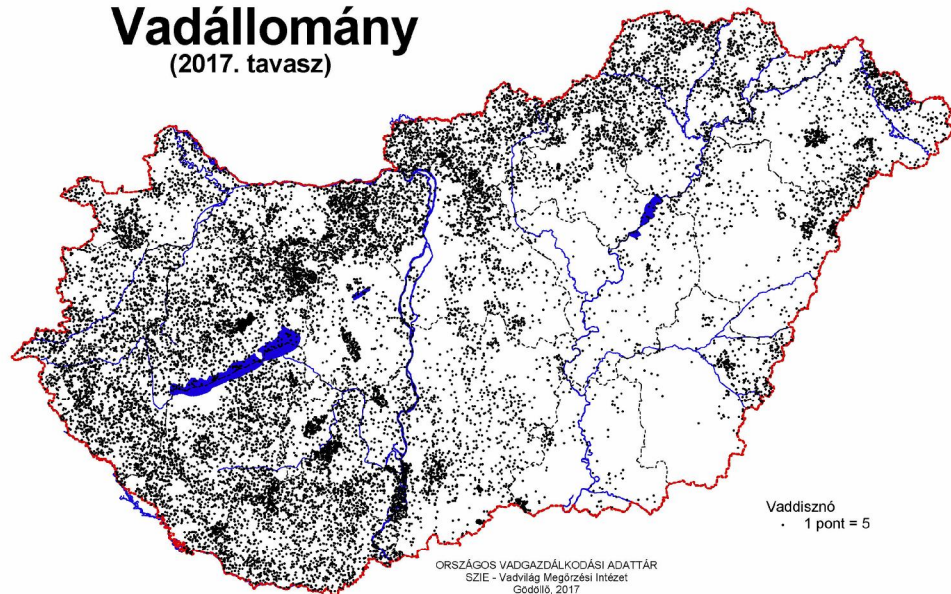 Vadállomány
(2017. tavasz)
Vaddisznó
1 pont = 5
ORSZÁGOS VADGAZDÁLKODÁSI ADATTÁR
SZIE - Vadvilág Megőrzési Intézet
Gödöllő, 2017